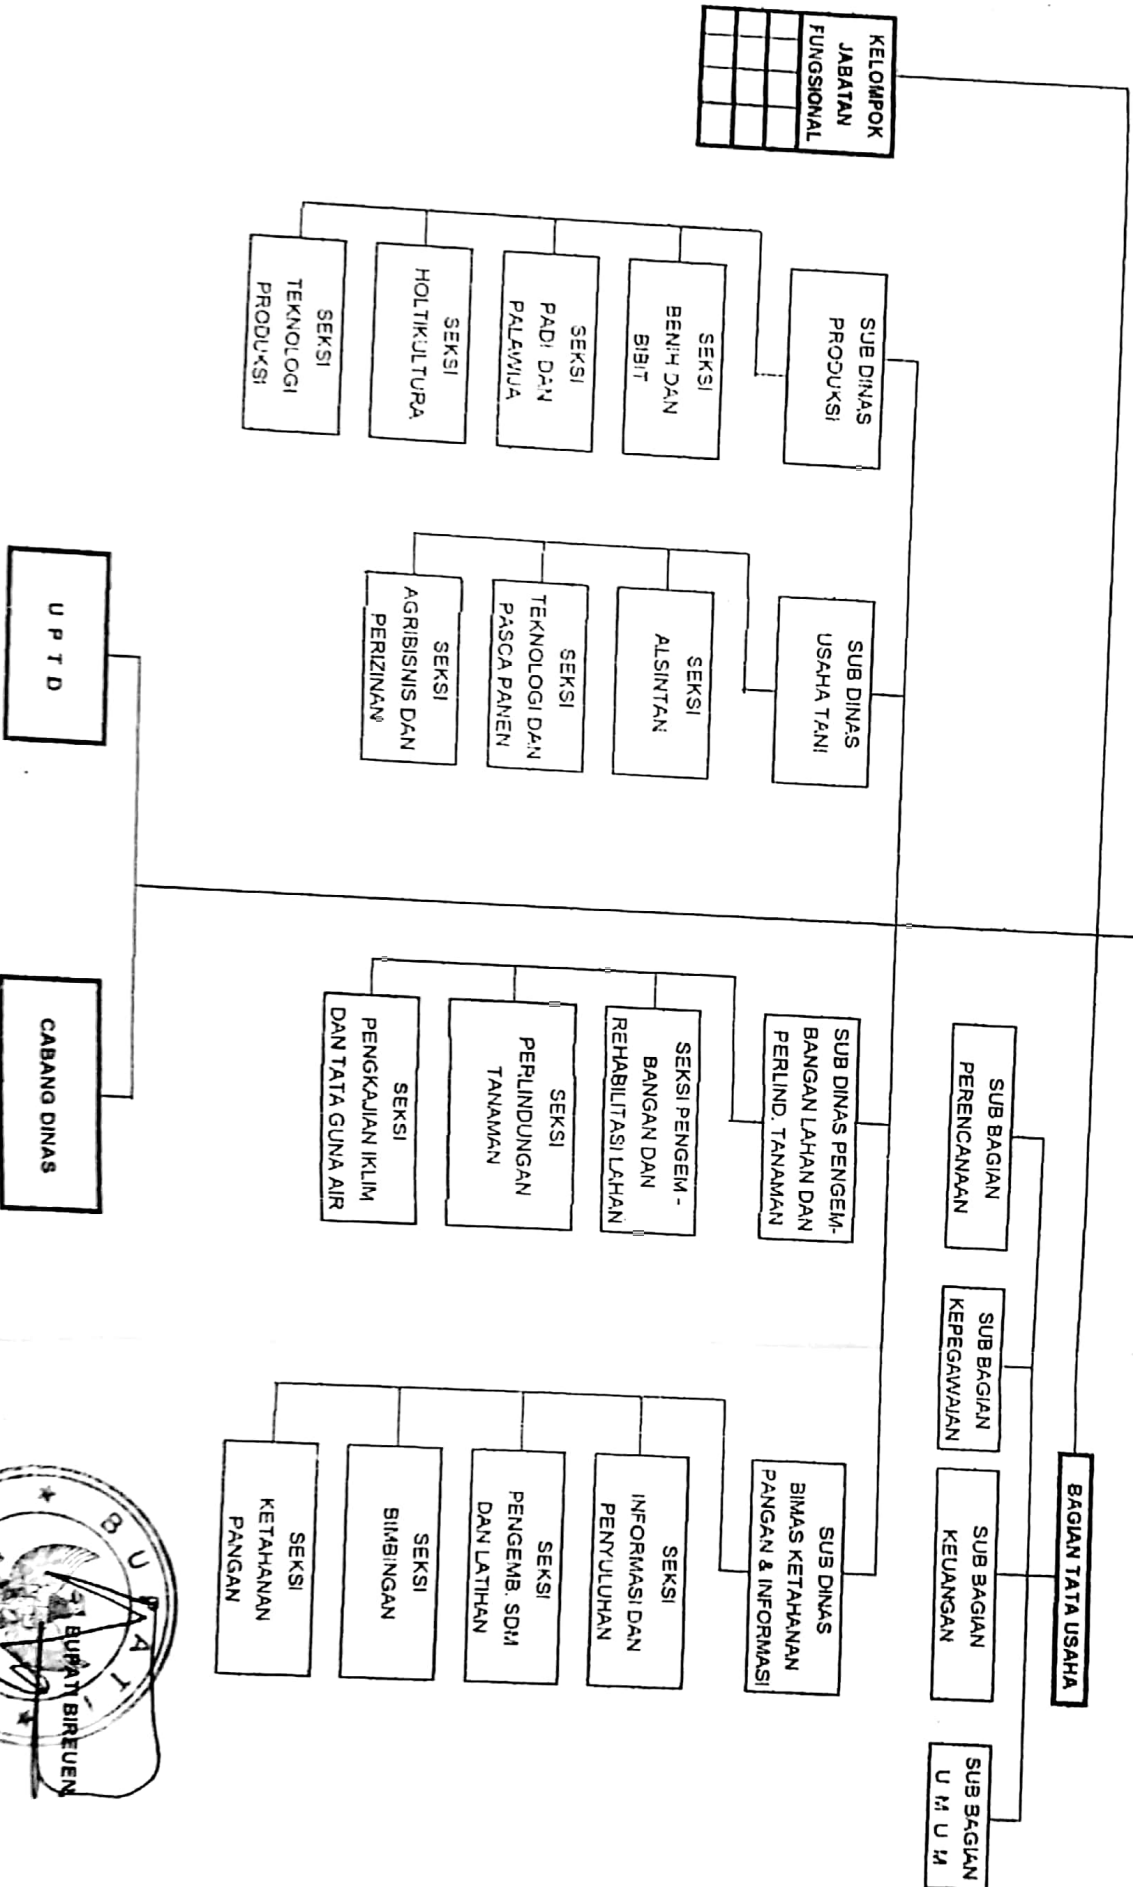 BAGIAN TATA USAHA
KELOMPOK
JABATAN
FUNGSIONAL
SUB BAGIAN
PERENCANAAN
SUB BAGIAN
KEPEGAWAIAN
SUB BAGIAN
KEUANGAN
SUB BAGIAN
U M U M
SUB DINAS
PRODUKSI
SEKSI
BENIH DAN
BIBIT
SEKSI
PADI DAN
PALAWIJA
SEKSI
HOLTIKULTURA
SEKSI
TEKNOLOGI
PRODUKSI
SUB DINAS
USAHA TANI
SEKSI
ALSINTAN
SEKSI
TEKNOLOGI DAN
PASCA PANEN
SEKSI
AGRIBISNIS DAN
PERIZINAN
SUB DINAS PENGEM-
BANGAN LAHAN DAN
PERLIND. TANAMAN
SEKSI PENGEM -
BANGAN DAN
REHABILITASI LAHAN
SEKSI
PERLINDUNGAN
TANAMAN
SEKSI
PENGKAJIAN IKLIM
DAN TATA GUNA AIR
SUB DINAS
BIMAS KETAHANAN
PANGAN & INFORMASI
SEKSI
INFORMASI DAN
PENYULUHAN
SEKSI
PENGEMB. SDM
DAN LATIHAN
SEKSI
BIMBINGAN
SEKSI
KETAHANAN
PANGAN
U P T D
CABANG DINAS
BUPATI BIREUEN
BUPATI